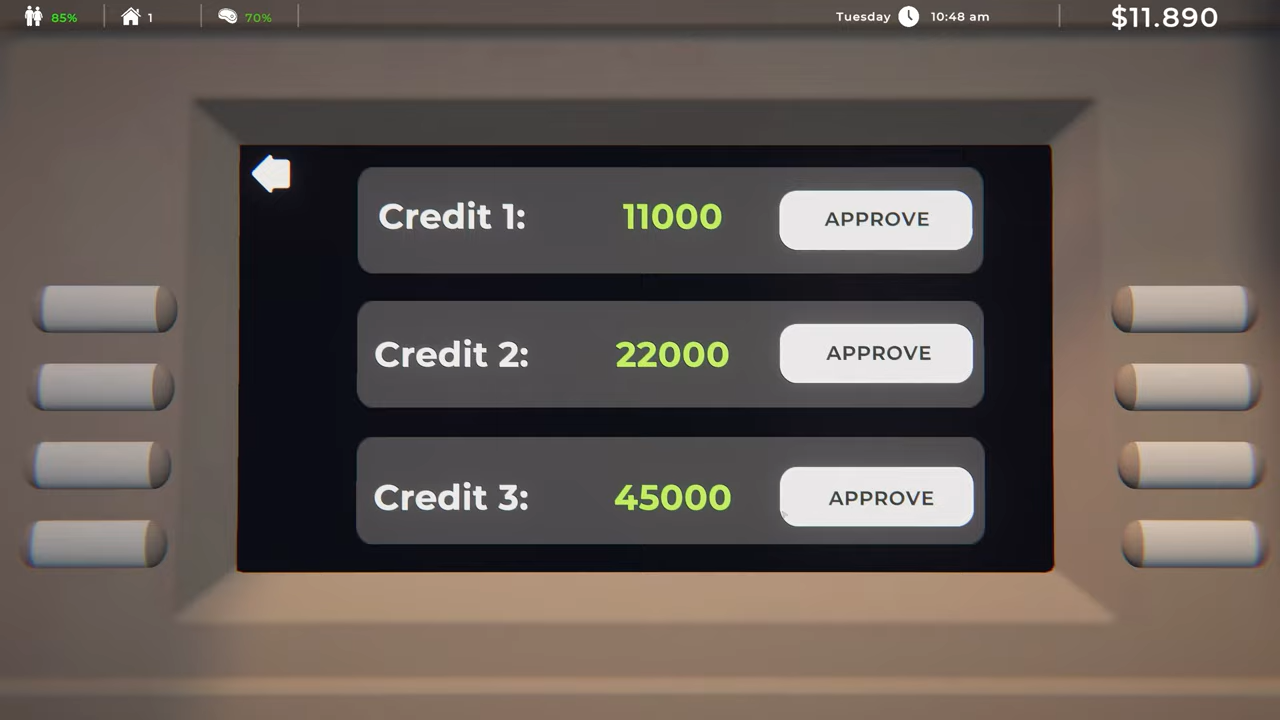 85% 1 70% Tuesday 10:48 am $11.890
Credit 1: 11000 APPROVE
Credit 2: 22000 APPROVE
Credit 3: 45000 APPROVE